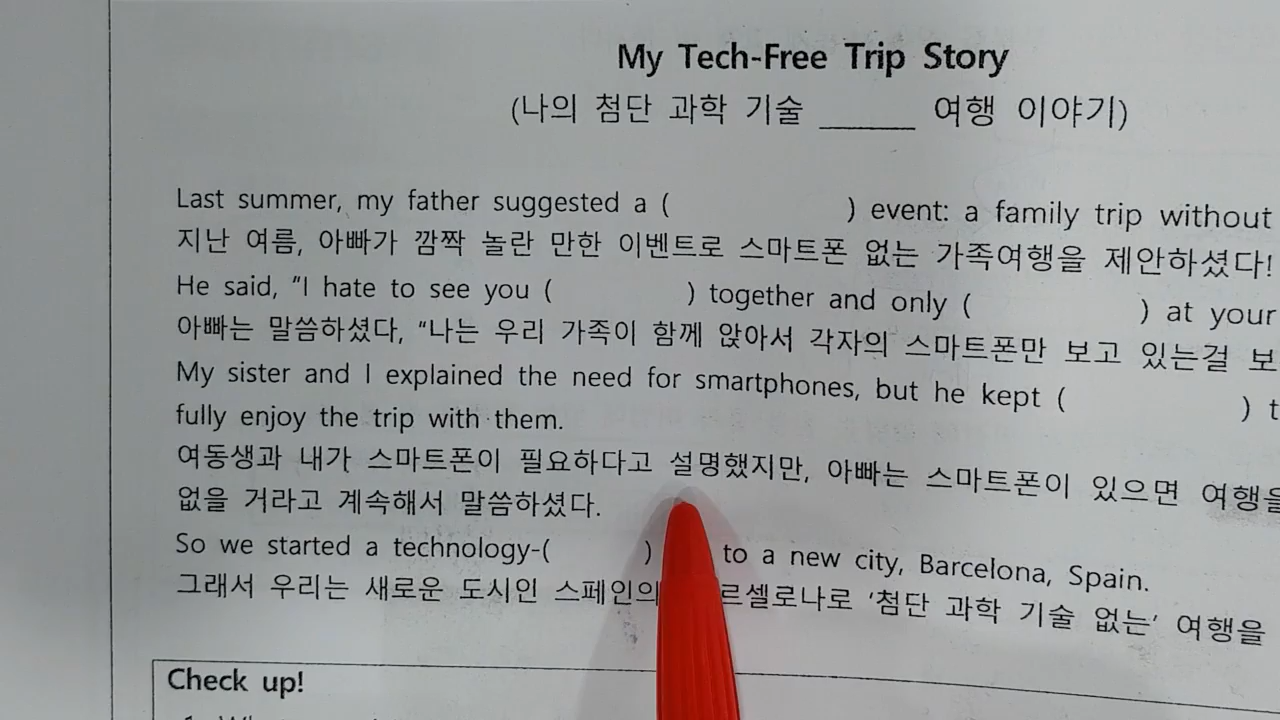 My Tech-Free Trip Story
(나의 첨단 과학 기술 ______ 여행 이야기)
Last summer, my father suggested a (                ) event: a family trip without
지난 여름, 아빠가 깜짝 놀란 만한 이벤트로 스마트폰 없는 가족여행을 제안하셨다!
He said, "I hate to see you (              ) together and only (                ) at your
아빠는 말씀하셨다, "나는 우리 가족이 함께 앉아서 각자의 스마트폰만 보고 있는걸 보
My sister and I explained the need for smartphones, but he kept (                ) t
fully enjoy the trip with them.
여동생과 내가 스마트폰이 필요하다고 설명했지만, 아빠는 스마트폰이 있으면 여행을
없을 거라고 계속해서 말씀하셨다.
So we started a technology-(          ) to a new city, Barcelona, Spain.
그래서 우리는 새로운 도시인 스페인의 르셀로나로 '첨단 과학 기술 없는' 여행을
Check up!